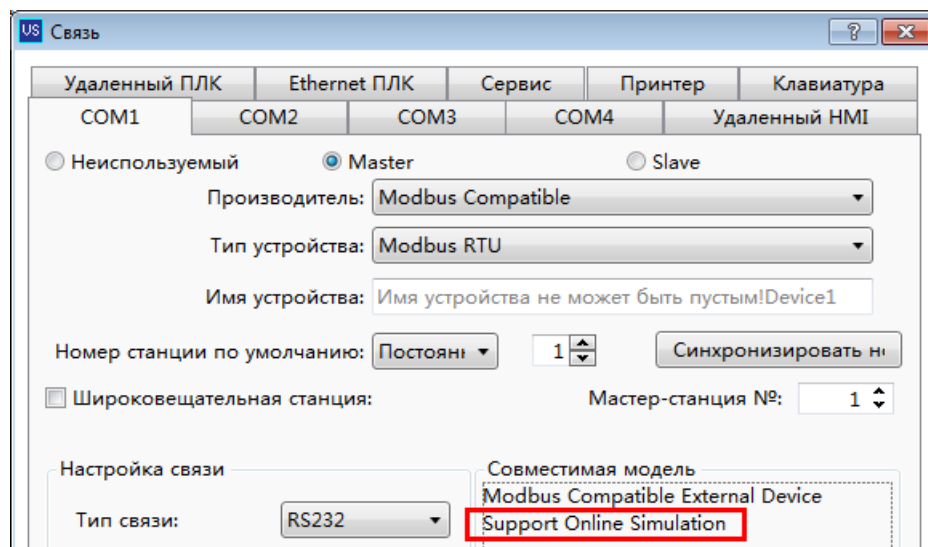 VS Связь
Удаленный ПЛК Ethernet ПЛК Сервис Принтер Клавиатура
COM1 COM2 COM3 COM4 Удаленный HMI
Неиспользуемый Master Slave
Производитель: Modbus Compatible
Тип устройства: Modbus RTU
Имя устройства: Имя устройства не может быть пустым!Device1
Номер станции по умолчанию: Постоян 1 Синхронизировать но
Широковещательная станция: Мастер-станция №: 1
Настройка связи Совместимая модель
Modbus Compatible External Device
Тип связи: RS232 Support Online Simulation